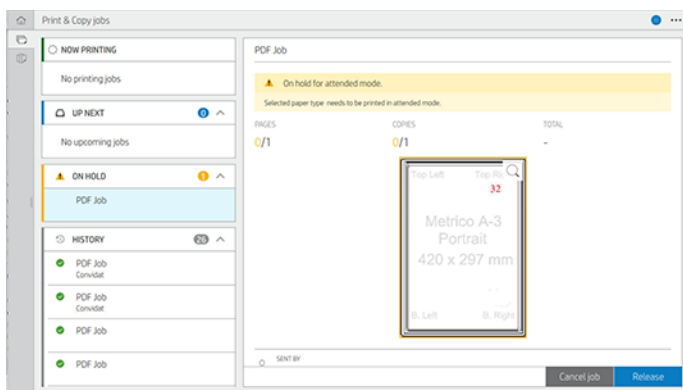 Print & Copy jobs
NOW PRINTING
No printing jobs
UP NEXT
0
No upcoming jobs
ON HOLD
1
PDF Job
HISTORY
26
PDF Job
Convidat
PDF Job
Convidat
PDF Job
PDF Job
PDF Job
On hold for attended mode.
Selected paper type needs to be printed in attended mode.
PAGES
COPIES
TOTAL
0/1
0/1
-
Top Left
Top Ri
32
Metrico A-3
Portrait
420 x 297 mm
B. Left
B. Right
SENT BY
Cancel job
Release